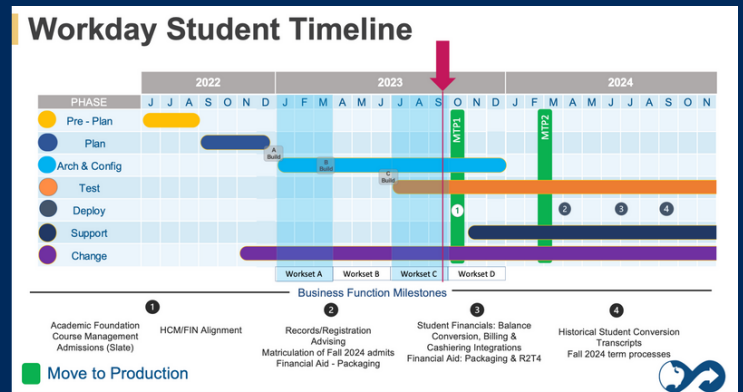 Workday Student Timeline
2022 2023 2024
PHASE J J A S O N D J F M A M J J A S O N D J F M A M J J A S O N
Pre - Plan
Plan
A Build
Arch & Config
B Build
C Build
Test
MTP1
MTP2
Deploy 1 2 3 4
Support
Change
Workset A Workset B Workset C Workset D
Business Function Milestones
1
Academic Foundation
Course Management
Admissions (Slate)
HCM/FIN Alignment
2
Records/Registration
Advising
Matriculation of Fall 2024 admits
Financial Aid - Packaging
3
Student Financials: Balance
Conversion, Billing &
Cashiering Integrations
Financial Aid: Packaging & R2T4
4
Historical Student Conversion
Transcripts
Fall 2024 term processes
Move to Production